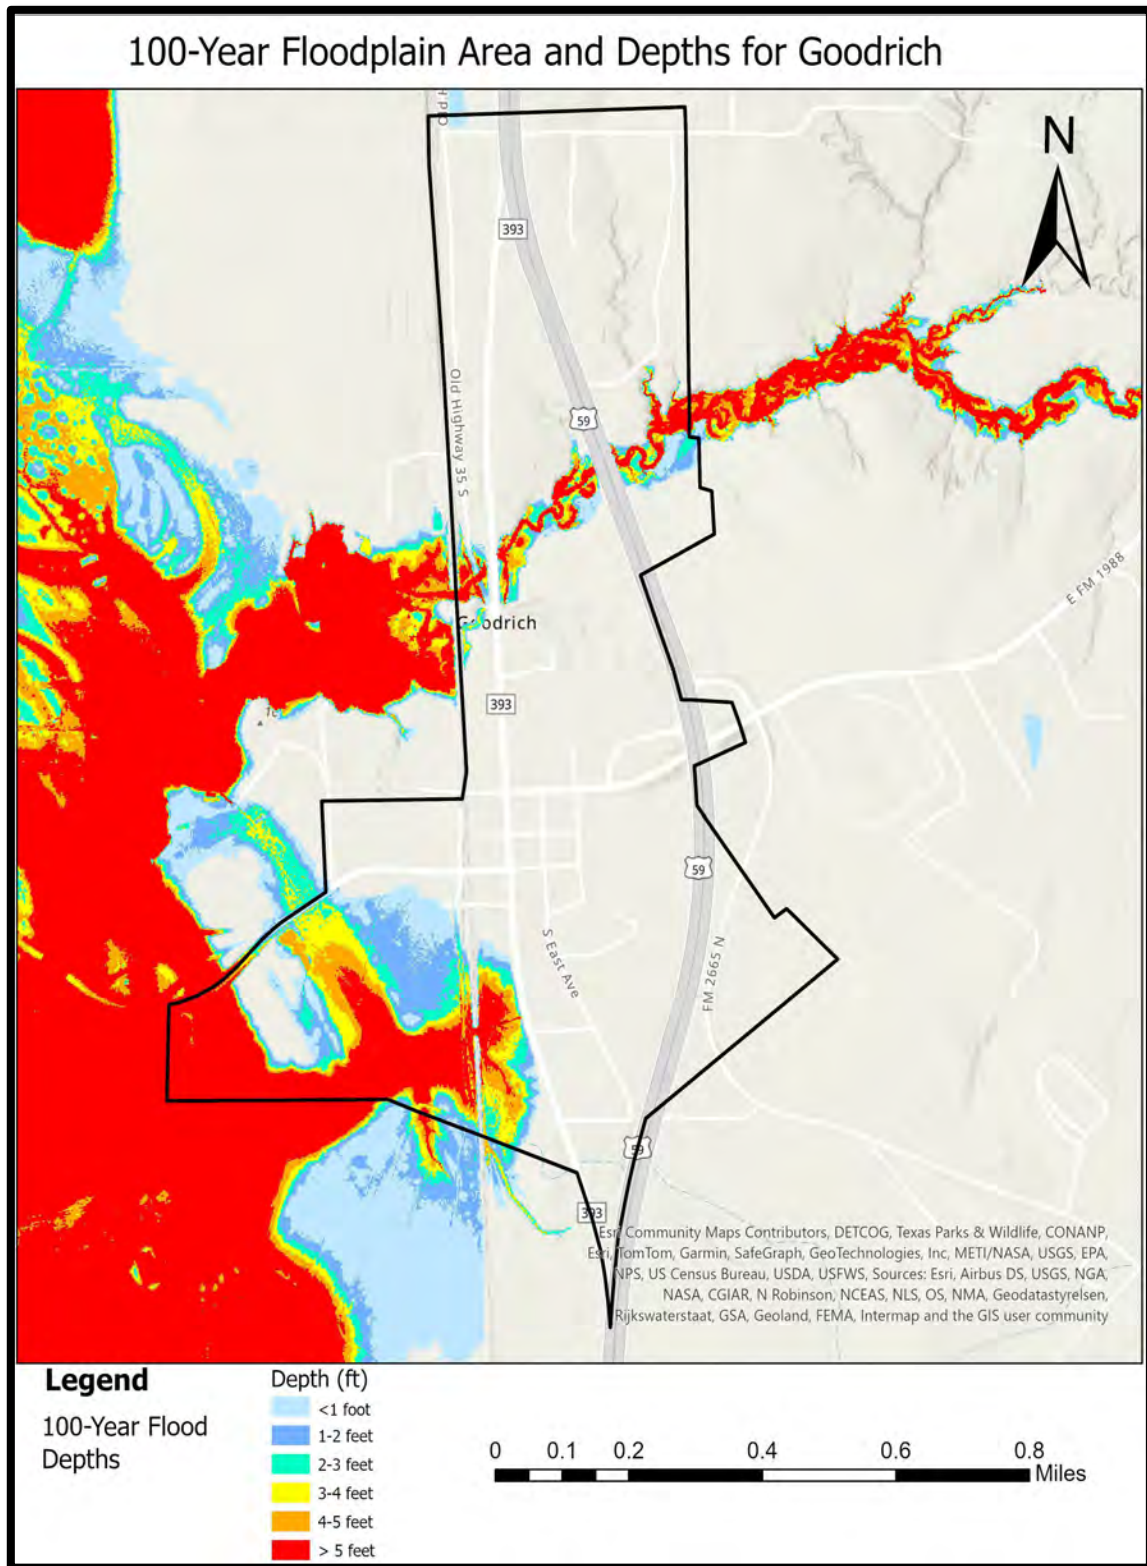 100-Year Floodplain Area and Depths for Goodrich
N
393
Old Highway 35 S
59
E FM 1988
Goodrich
393
59
S East Ave
FM 2665 N
59
393
Esri Community Maps Contributors, DETCOG, Texas Parks & Wildlife, CONANP,
Esri, TomTom, Garmin, SafeGraph, GeoTechnologies, Inc, METI/NASA, USGS, EPA,
NPS, US Census Bureau, USDA, USFWS, Sources: Esri, Airbus DS, USGS, NGA,
NASA, CGIAR, N Robinson, NCEAS, NLS, OS, NMA, Geodatastyrelsen,
Rijkswaterstaat, GSA, Geoland, FEMA, Intermap and the GIS user community
Legend
100-Year Flood
Depths
Depth (ft)
<1 foot
1-2 feet
2-3 feet
3-4 feet
4-5 feet
> 5 feet
0 0.1 0.2 0.4 0.6 0.8
Miles